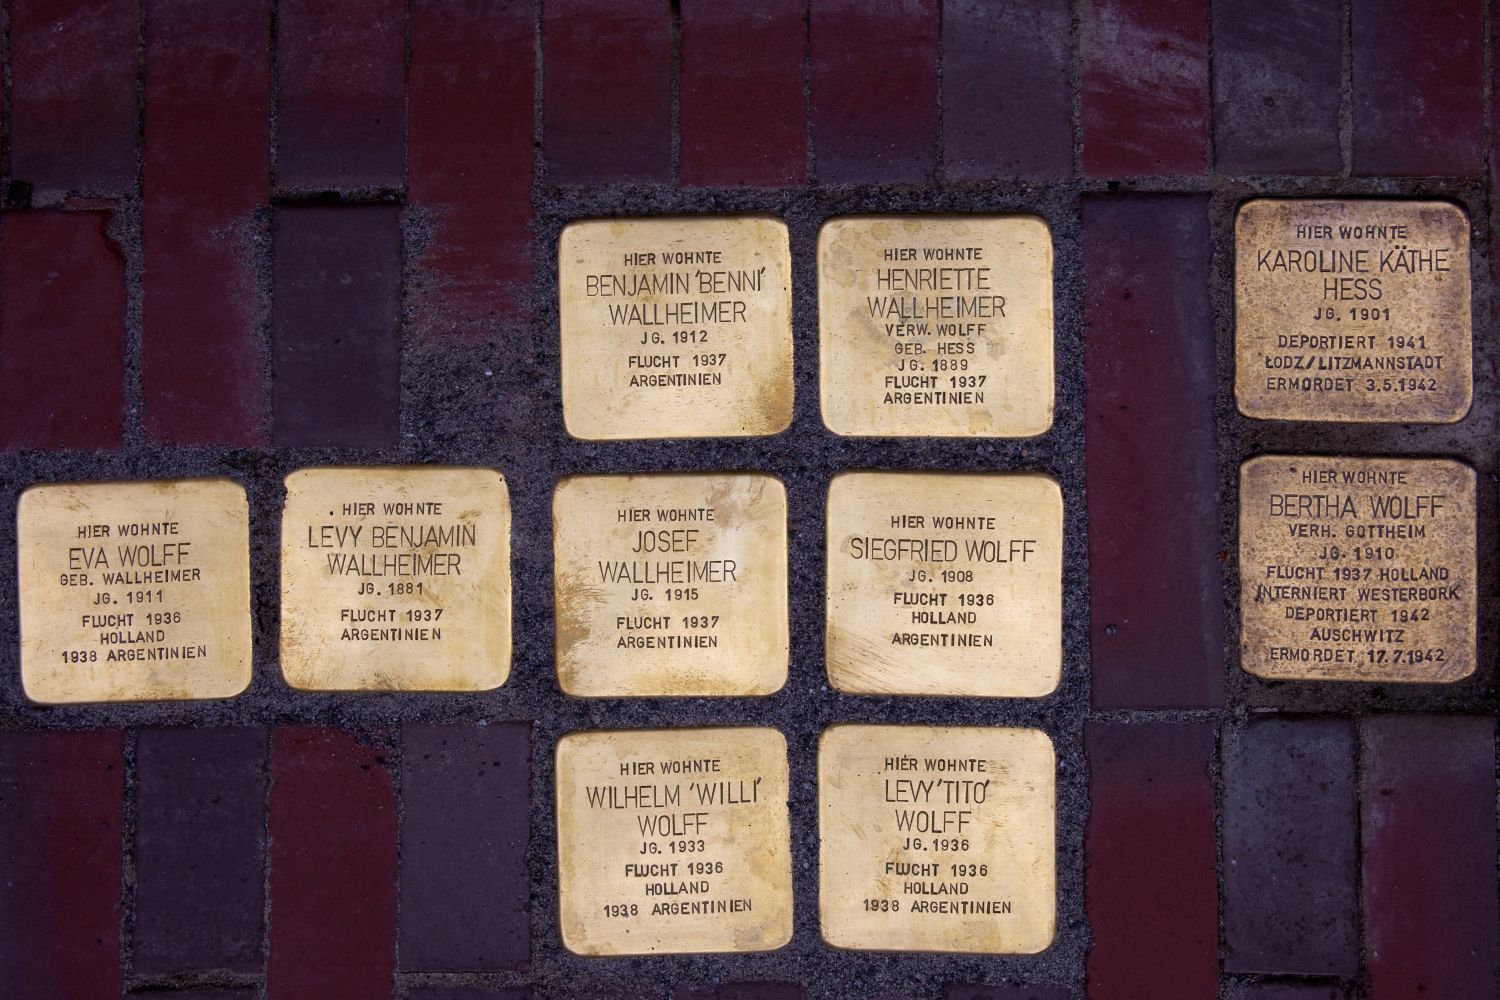 HIER WOHNTE
BENJAMIN 'BENNI'
WALLHEIMER
JG. 1912
FLUCHT 1937
ARGENTINIEN
HIER WOHNTE
HENRIETTE
WALLHEIMER
VERW. WOLFF
GEB. HESS
JG. 1889
FLUCHT 1937
ARGENTINIEN
HIER WOHNTE
KAROLINE KÄTHE
HESS
JG. 1901
DEPORTIERT 1941
ŁODZ/LITZMANNSTADT
ERMORDET 3.5.1942
HIER WOHNTE
EVA WOLFF
GEB. WALLHEIMER
JG. 1911
FLUCHT 1936
HOLLAND
1938 ARGENTINIEN
HIER WOHNTE
LEVY BENJAMIN
WALLHEIMER
JG. 1881
FLUCHT 1937
ARGENTINIEN
HIER WOHNTE
JOSEF
WALLHEIMER
JG. 1915
FLUCHT 1937
ARGENTINIEN
HIER WOHNTE
SIEGFRIED WOLFF
JG. 1908
FLUCHT 1936
HOLLAND
ARGENTINIEN
HIER WOHNTE
BERTHA WOLFF
VERH. GOTTHEIM
JG. 1910
FLUCHT 1937 HOLLAND
INTERNIERT WESTERBORK
DEPORTIERT 1942
AUSCHWITZ
ERMORDET 17.7.1942
HIER WOHNTE
WILHELM 'WILLI'
WOLFF
JG. 1933
FLUCHT 1936
HOLLAND
1938 ARGENTINIEN
HIER WOHNTE
LEVY 'TITO'
WOLFF
JG. 1936
FLUCHT 1936
HOLLAND
1938 ARGENTINIEN